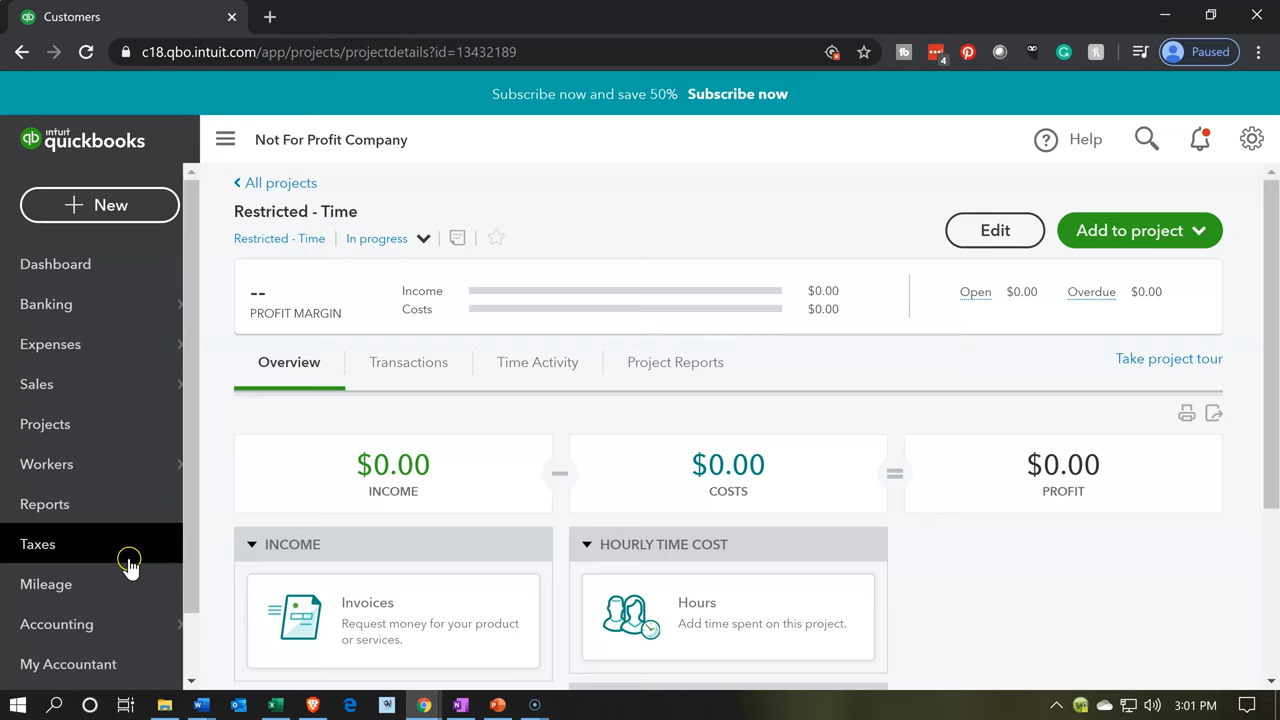 Customers
c18.qbo.intuit.com/app/projects/projectdetails?id=13432189
4
Paused
Subscribe now and save 50% Subscribe now
intuit
quickbooks
Not For Profit Company
Help
New
Dashboard
Banking
Expenses
Sales
Projects
Workers
Reports
Taxes
Mileage
Accounting
My Accountant
All projects
Restricted - Time
Restricted - Time
In progress
Edit
Add to project
--
PROFIT MARGIN
Income $0.00
Costs $0.00
Open $0.00 Overdue $0.00
Overview Transactions Time Activity Project Reports
Take project tour
$0.00
INCOME
$0.00
COSTS
$0.00
PROFIT
INCOME
Invoices
Request money for your product
or services.
HOURLY TIME COST
Hours
Add time spent on this project.
3:01 PM